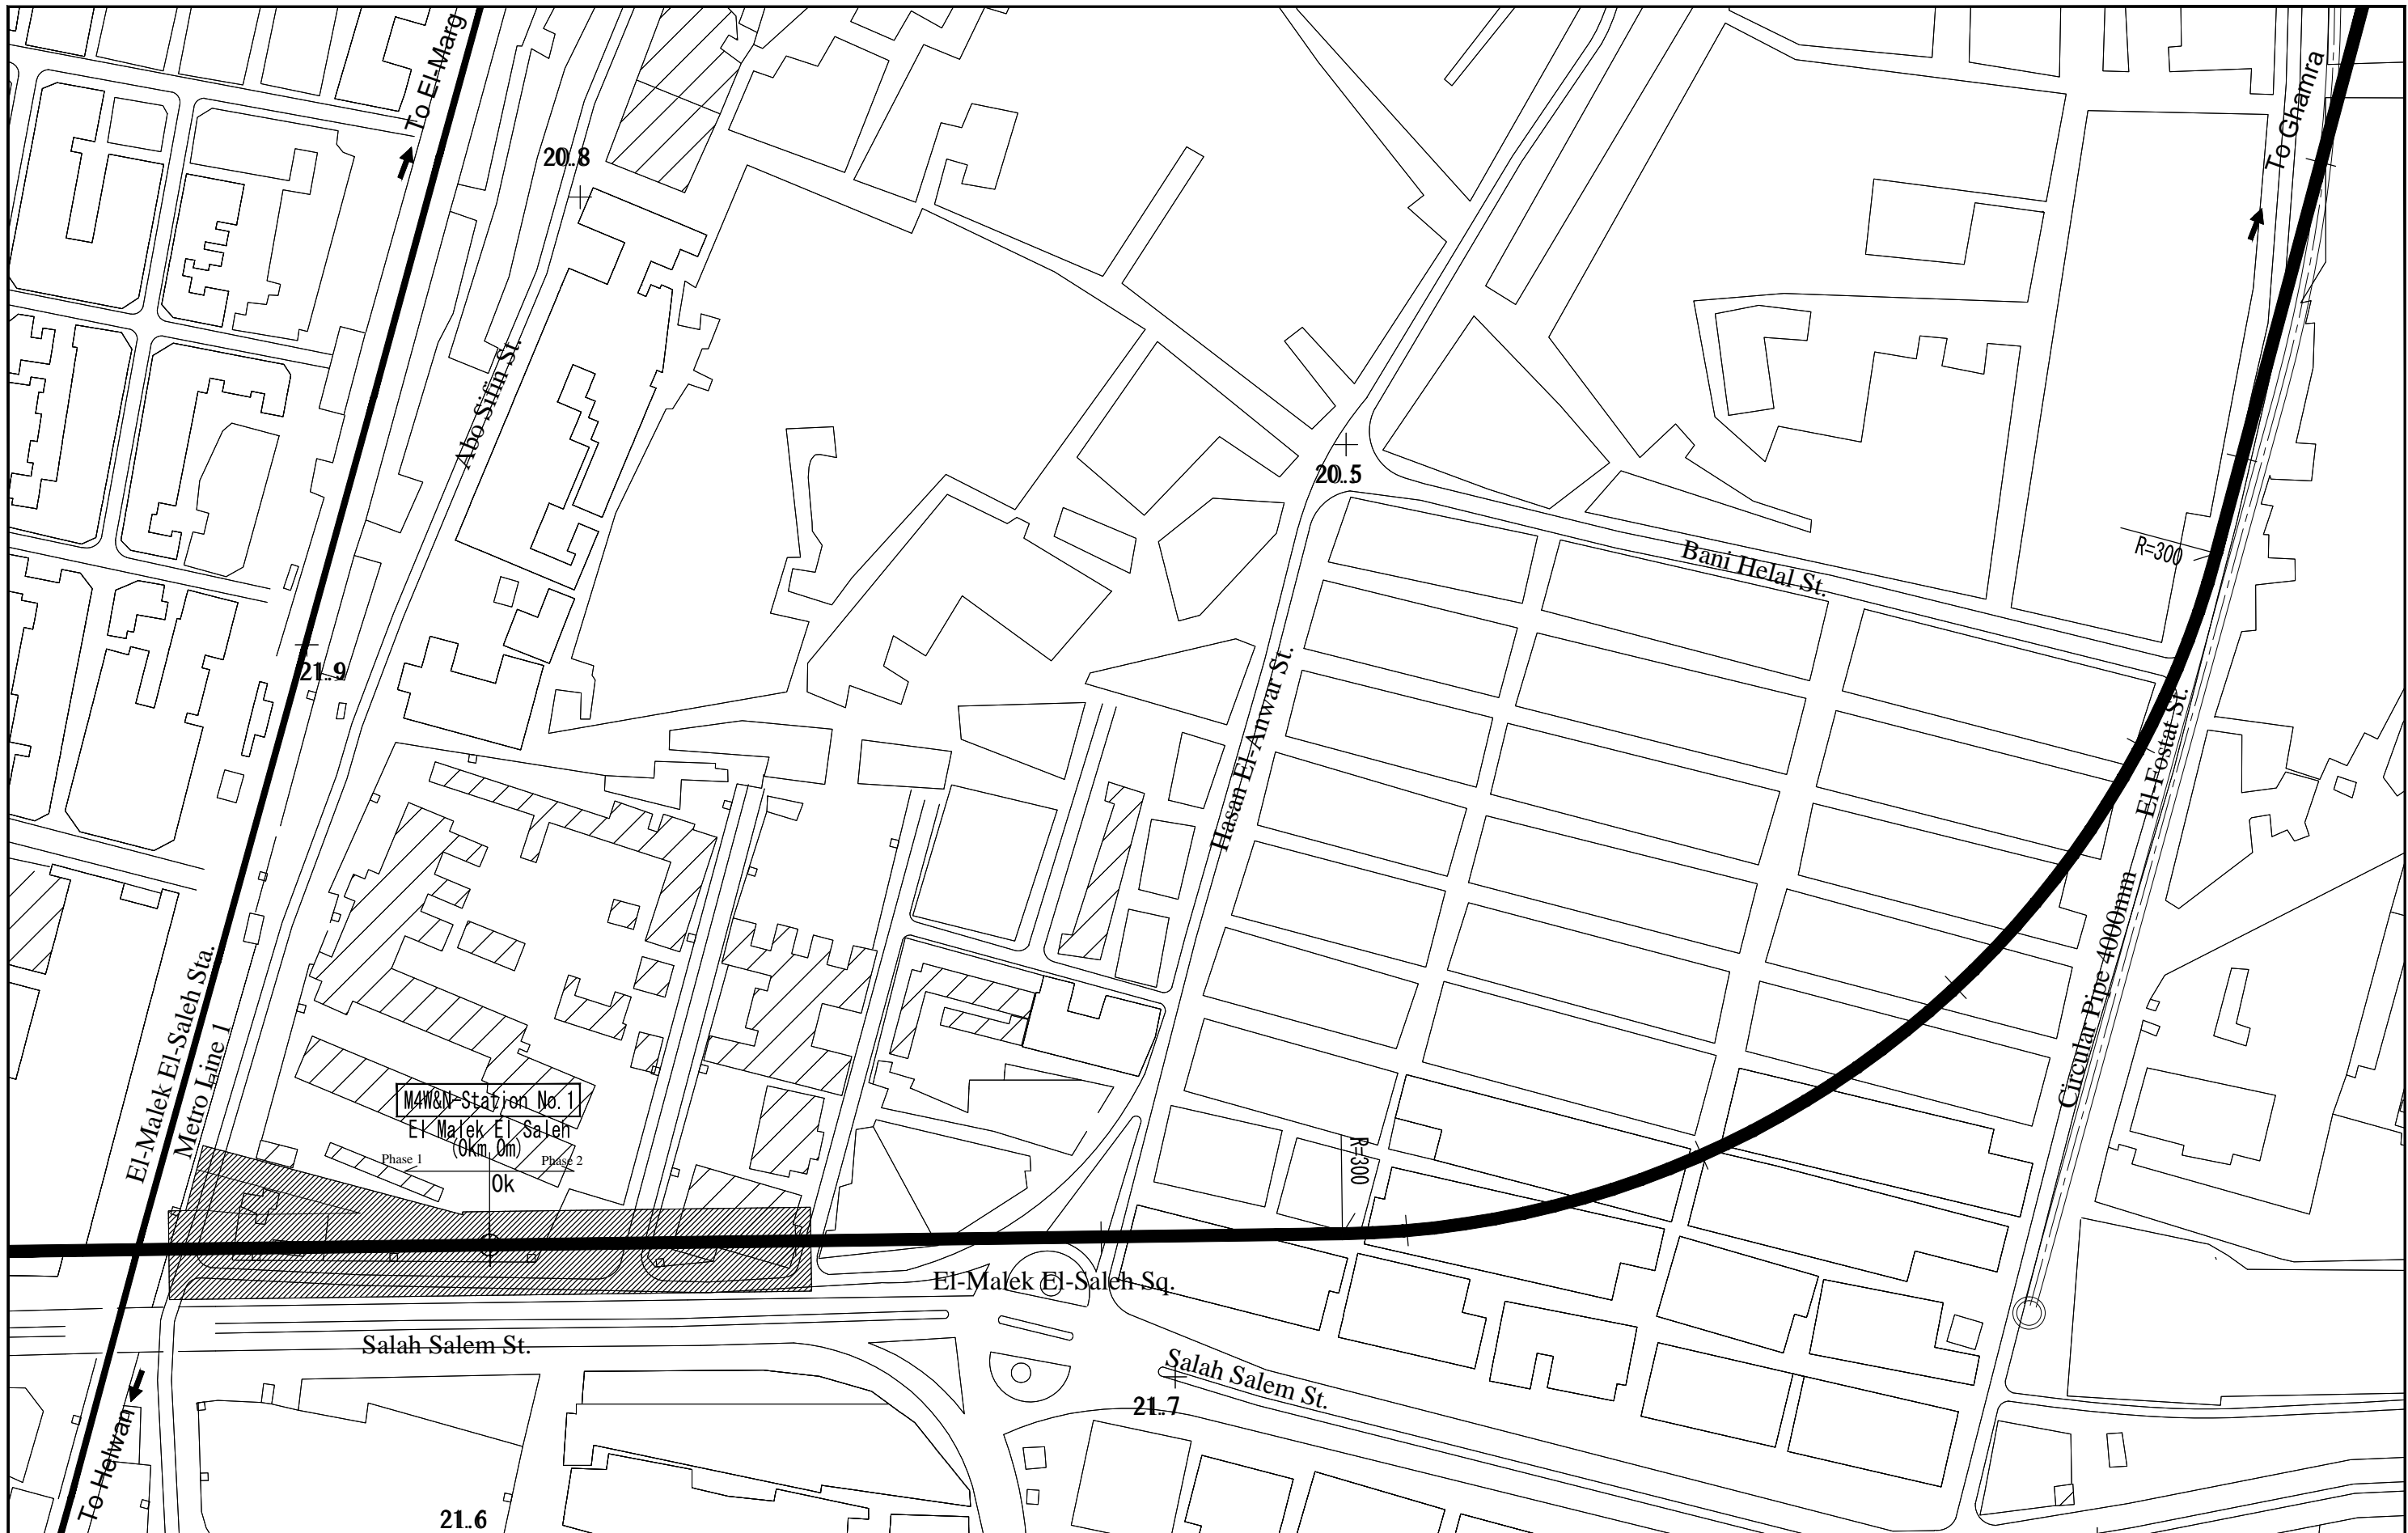 To El-Marg
To Ghamra
20.8
Abo Sifin St.
20.5
R=300
Bani Helal St.
21.9
Hasan El-Anwar St.
El-Fostat St.
Circular Pipe 4000mm
El-Malek El-Saleh Sta.
Metro Line 1
M4W&N-Station No.1
El Malek El Saleh
(0km 0m)
Phase 1
Phase 2
0k
R=300
El-Malek El-Saleh Sq.
Salah Salem St.
Salah Salem St.
21.7
To Helwan
21.6